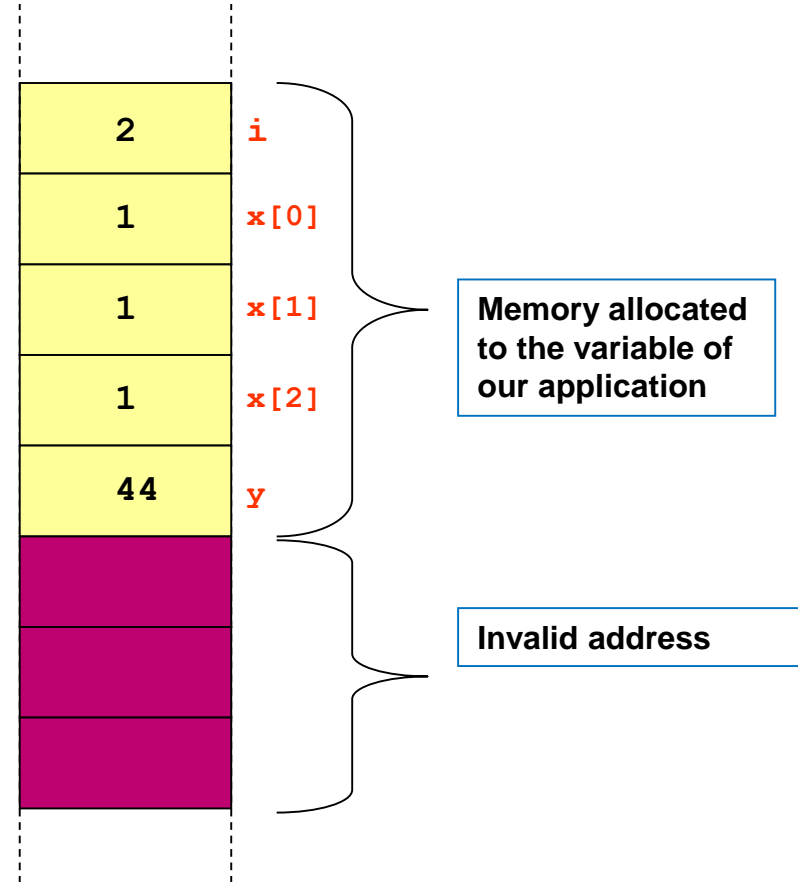 2 i
1 x[0]
1 x[1]
1 x[2]
44 y
Memory allocated
to the variable of
our application
Invalid address